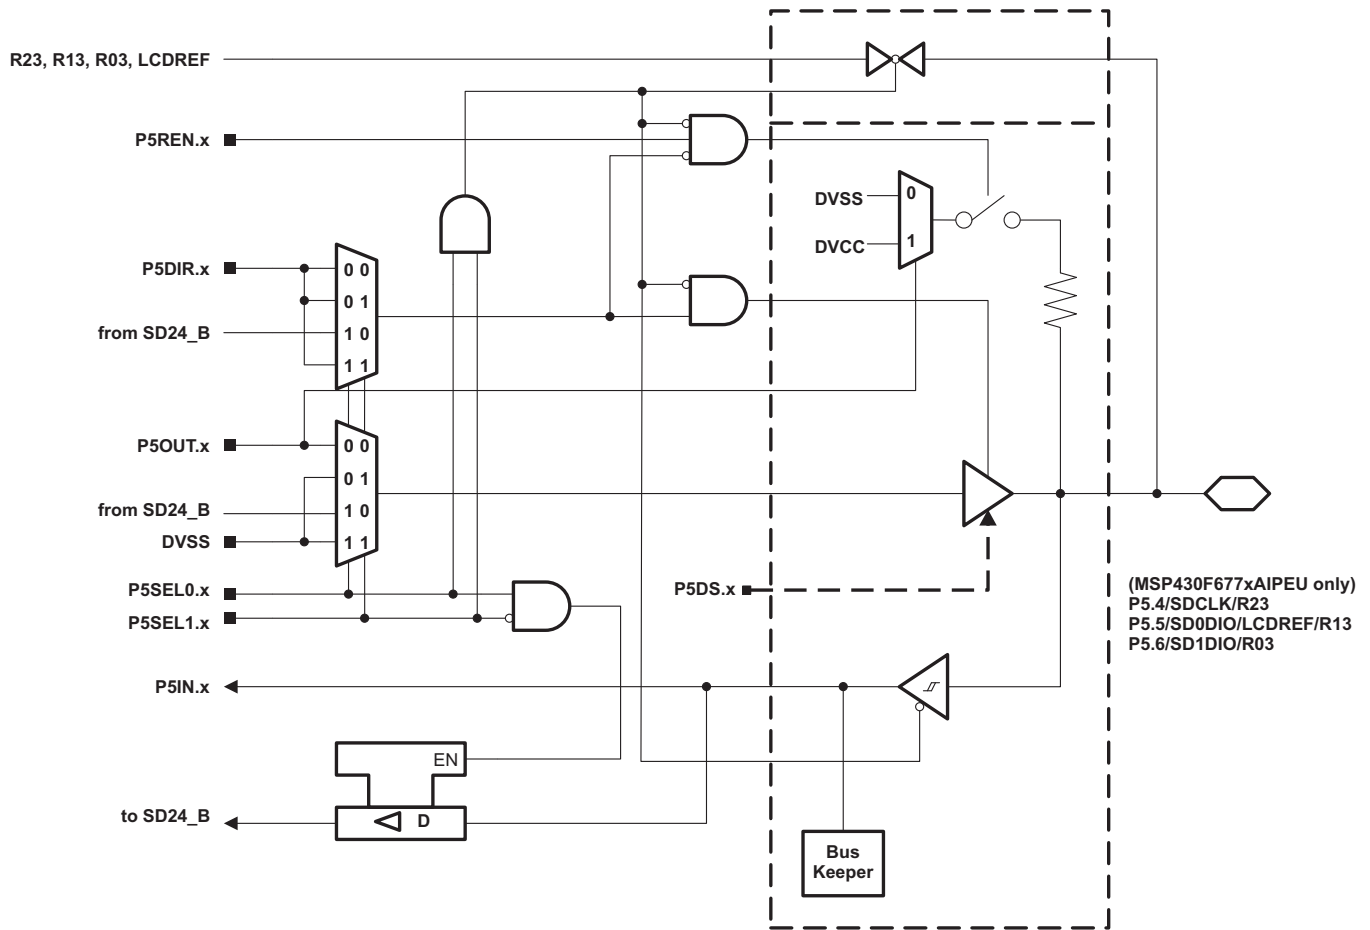 R23, R13, R03, LCDREF
P5REN.x
DVSS
0
DVCC
1
P5DIR.x
0 0
0 1
from SD24_B
1 0
1 1
P5OUT.x
0 0
0 1
from SD24_B
1 0
DVSS
1 1
P5SEL0.x
P5SEL1.x
P5DS.x
(MSP430F677xAIPEU only)
P5.4/SDCLK/R23
P5.5/SD0DIO/LCDREF/R13
P5.6/SD1DIO/R03
P5IN.x
EN
to SD24_B
D
Bus
Keeper